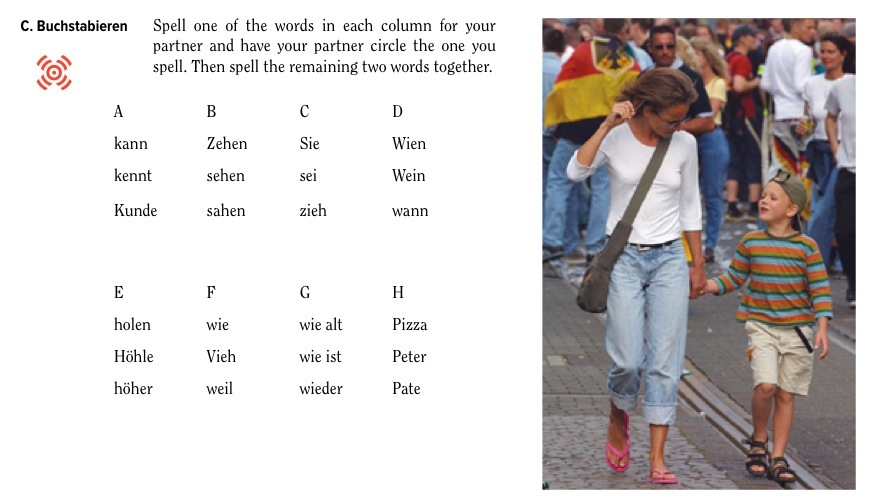 C. Buchstabieren
Spell one of the words in each column for your
partner and have your partner circle the one you
spell. Then spell the remaining two words together.
A B C D
kann Zehen Sie Wien
kennt sehen sei Wein
Kunde sahen zieh wann
E F G H
holen wie wie alt Pizza
Höhle Vieh wie ist Peter
höher weil wieder Pate